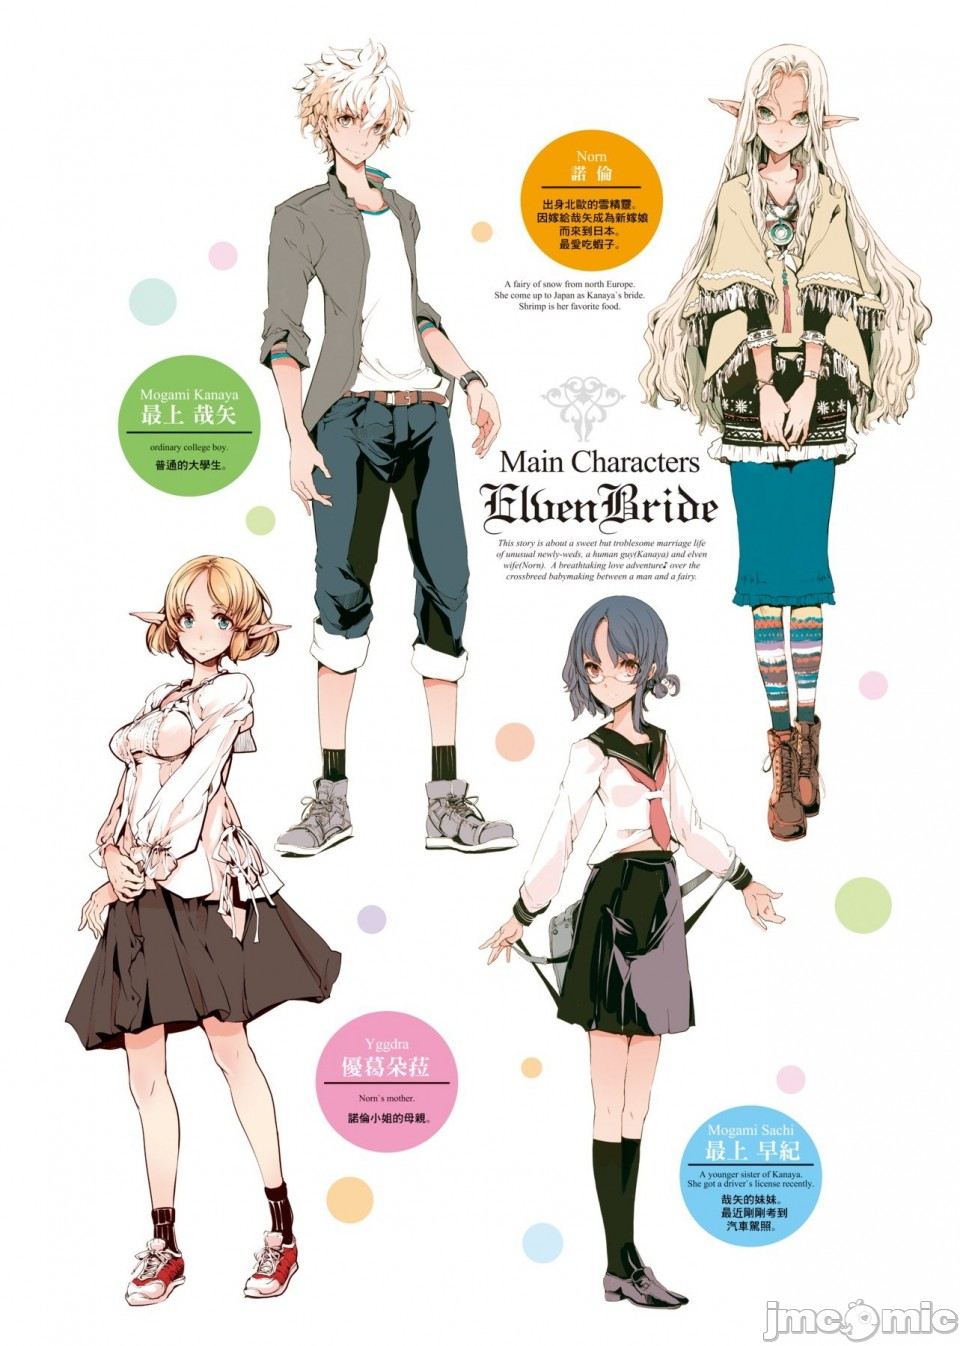 Norn
諾倫
出身北歐的雪精靈。
因嫁給哉矢成為新嫁娘
而來到日本。
最愛吃蝦子。
A fairy of snow from north Europe.
She come up to Japan as Kanaya`s bride.
Shrimp is her favorite food.
Mogami Kanaya
最上 哉矢
ordinary college boy.
普通的大學生。
Main Characters
ElvenBride
This story is about a sweet but troblesome marriage life
of unusual newly-weds, a human guy(Kanaya) and elven
wife(Norn). A breathtaking love adventure♪ over the
crossbreed babymaking between a man and a fairy.
Yggdra
優葛朵菈
Norn`s mother.
諾倫小姐的母親。
Mogami Sachi
最上 早紀
A younger sister of Kanaya.
She got a driver`s license recently.
哉矢的妹妹。
最近剛剛考到
汽車駕照。
jmcomic